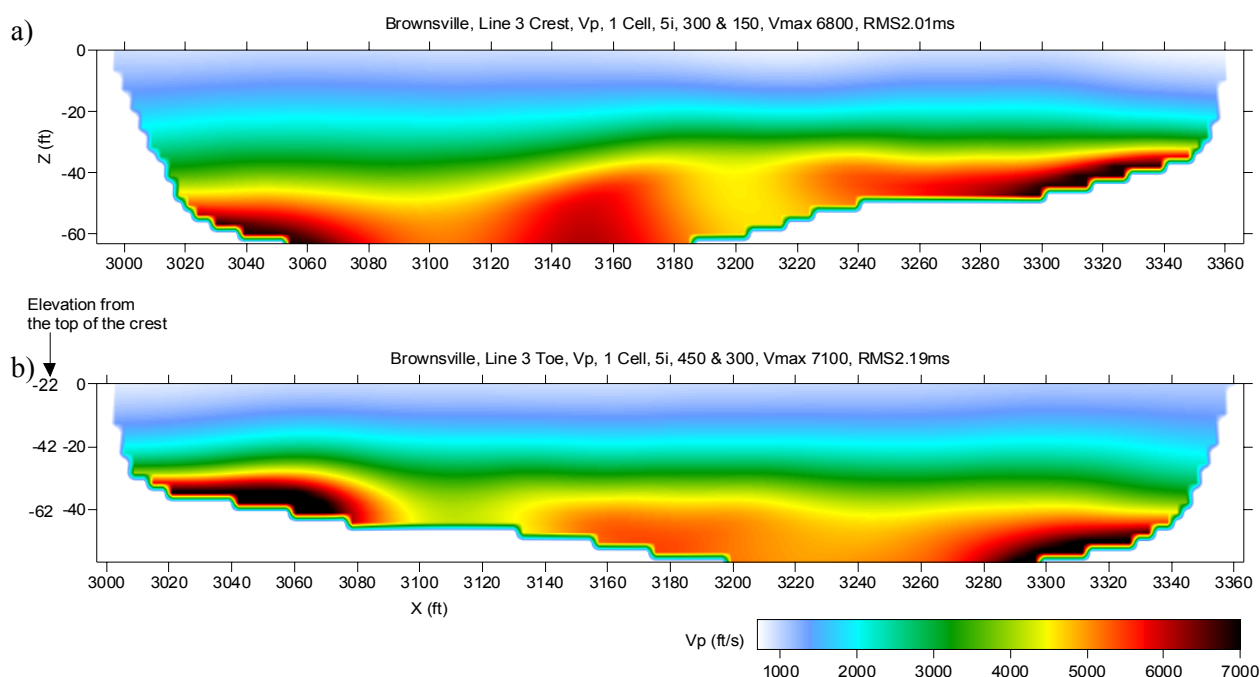 a)
Brownsville, Line 3 Crest, Vp, 1 Cell, 5i, 300 & 150, Vmax 6800, RMS2.01ms
0
-20
-40
-60
Z (ft)
3000 3020 3040 3060 3080 3100 3120 3140 3160 3180 3200 3220 3240 3260 3280 3300 3320 3340 3360
Elevation from
the top of the crest
b)
Brownsville, Line 3 Toe, Vp, 1 Cell, 5i, 450 & 300, Vmax 7100, RMS2.19ms
-22 0
-42 -20
-62 -40
3000 3020 3040 3060 3080 3100 3120 3140 3160 3180 3200 3220 3240 3260 3280 3300 3320 3340 3360
X (ft)
Vp (ft/s)
1000 2000 3000 4000 5000 6000 7000